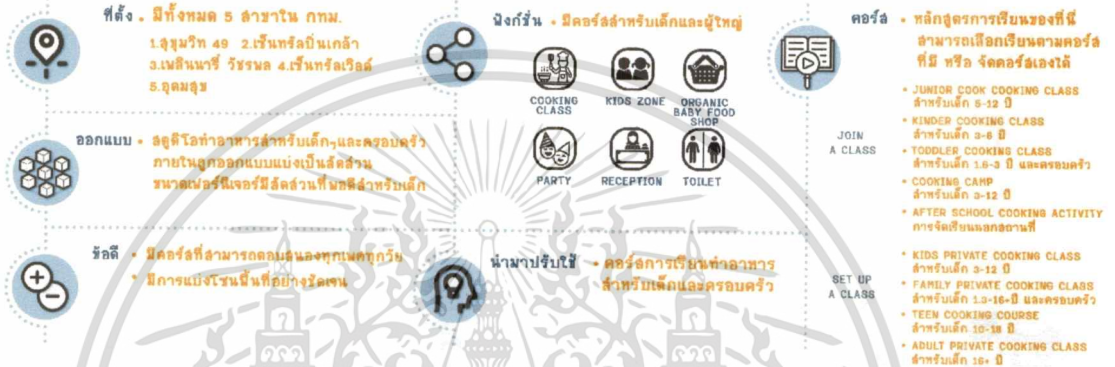 ที่ตั้ง • มีทั้งหมด 5 สาขาใน กทม.
1.สุขุมวิท 49 2.เซ็นทรัลปิ่นเกล้า
3.เพลินนารี่ วัชรพล 4.เซ็นทรัลเวิลด์
5.อุดมสุข
ออกแบบ • สตูดิโอทำอาหารสำหรับเด็กๆและครอบครัว
ภายในถูกออกแบบแบ่งเป็นสัดส่วน
ขนาดเฟอร์นิเจอร์มีสัดส่วนที่พอดีสำหรับเด็ก
ข้อดี • มีคอร์สที่สามารถตอบสนองทุกเพศทุกวัย
• มีการแบ่งโซนพื้นที่อย่างชัดเจน
ฟังก์ชั่น • มีคอร์สสำหรับเด็กและผู้ใหญ่
COOKING CLASS
KIDS ZONE
ORGANIC BABY FOOD SHOP
PARTY
RECEPTION
TOILET
นำมาปรับใช้ • คอร์สการเรียนทำอาหาร
สำหรับเด็กและครอบครัว
คอร์ส • หลักสูตรการเรียนของที่นี่
สามารถเลือกเรียนตามคอร์ส
ที่มี หรือ จัดคอร์สเองได้
JOIN A CLASS
• JUNIOR COOK COOKING CLASS
สำหรับเด็ก 5-12 ปี
• KINDER COOKING CLASS
สำหรับเด็ก 3-6 ปี
• TODDLER COOKING CLASS
สำหรับเด็ก 1.6-3 ปี และครอบครัว
• COOKING CAMP
สำหรับเด็ก 3-12 ปี
• AFTER SCHOOL COOKING ACTIVITY
การจัดเรียนนอกสถานที่
SET UP A CLASS
• KIDS PRIVATE COOKING CLASS
สำหรับเด็ก 3-12 ปี
• FAMILY PRIVATE COOKING CLASS
สำหรับเด็ก 1.3-16+ปี และครอบครัว
• TEEN COOKING COURSE
สำหรับเด็ก 10-18 ปี
• ADULT PRIVATE COOKING CLASS
สำหรับเด็ก 16+ ปี